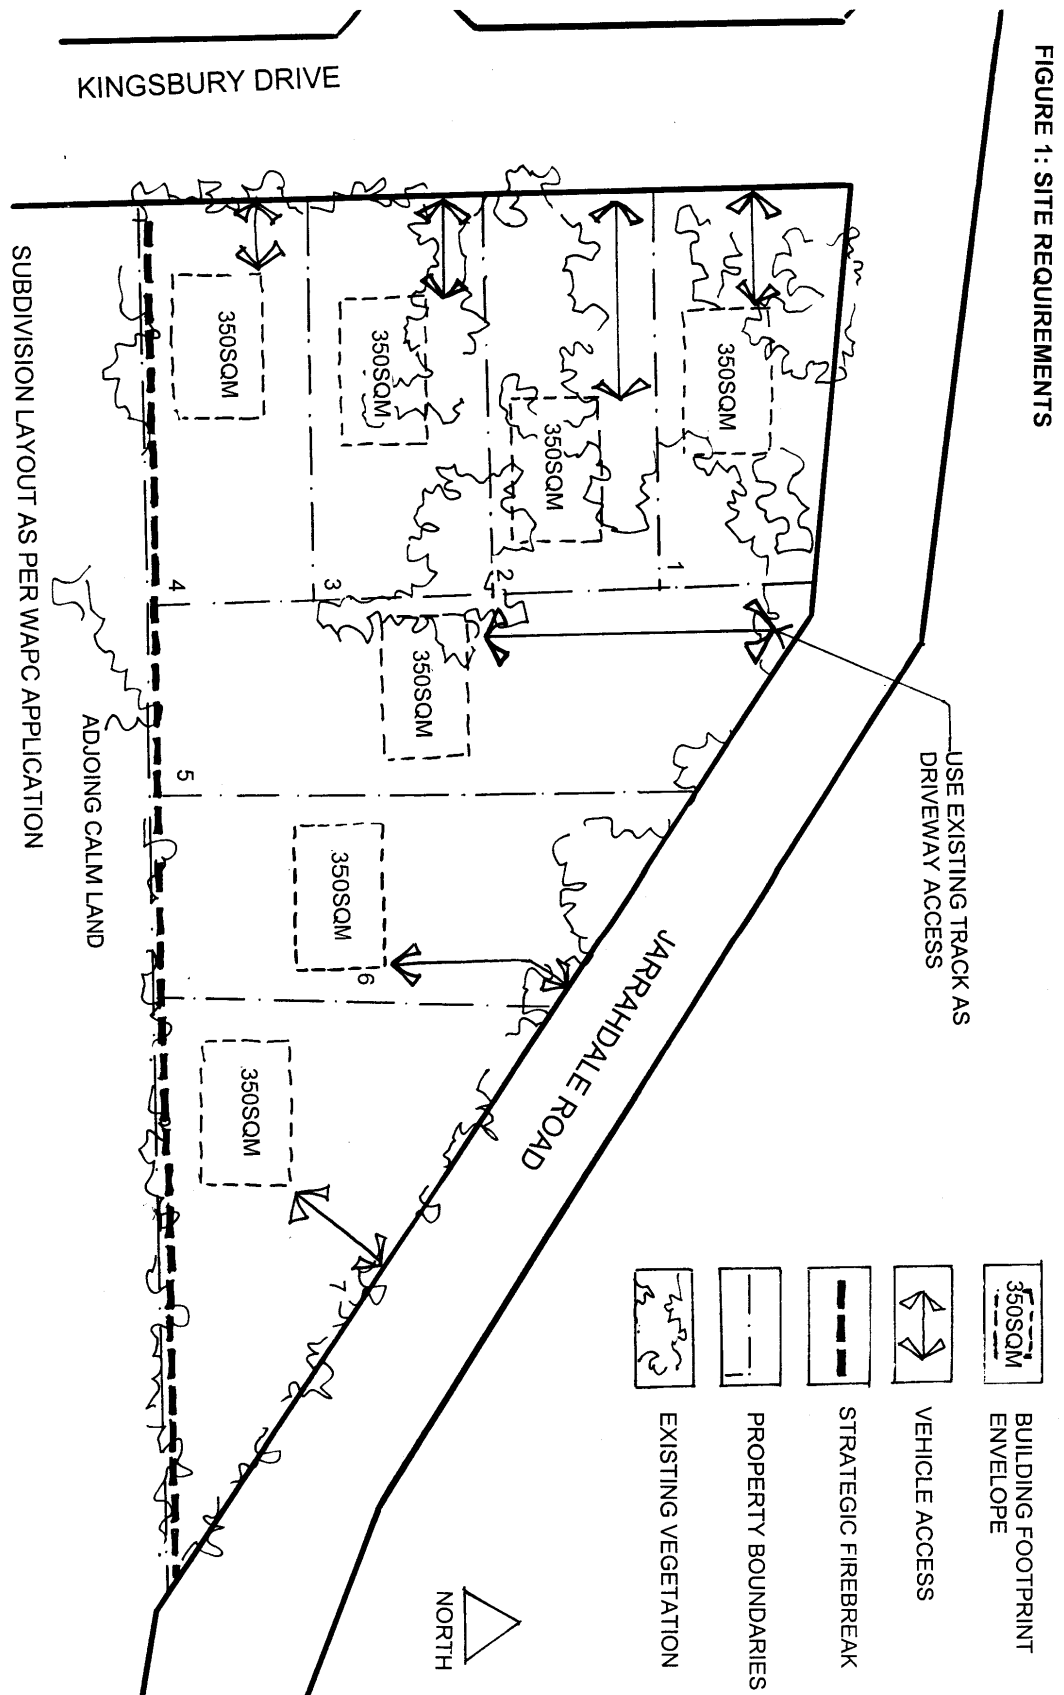 FIGURE 1: SITE REQUIREMENTS
KINGSBURY DRIVE
350SQM
350SQM
350SQM
350SQM
1
2
3
4
350SQM
5
350SQM
6
350SQM
USE EXISTING TRACK AS
DRIVEWAY ACCESS
JARRAHDALE ROAD
ADJOING CALM LAND
SUBDIVISION LAYOUT AS PER WAPC APPLICATION
350SQM
BUILDING FOOTPRINT
ENVELOPE
VEHICLE ACCESS
STRATEGIC FIREBREAK
PROPERTY BOUNDARIES
EXISTING VEGETATION
NORTH